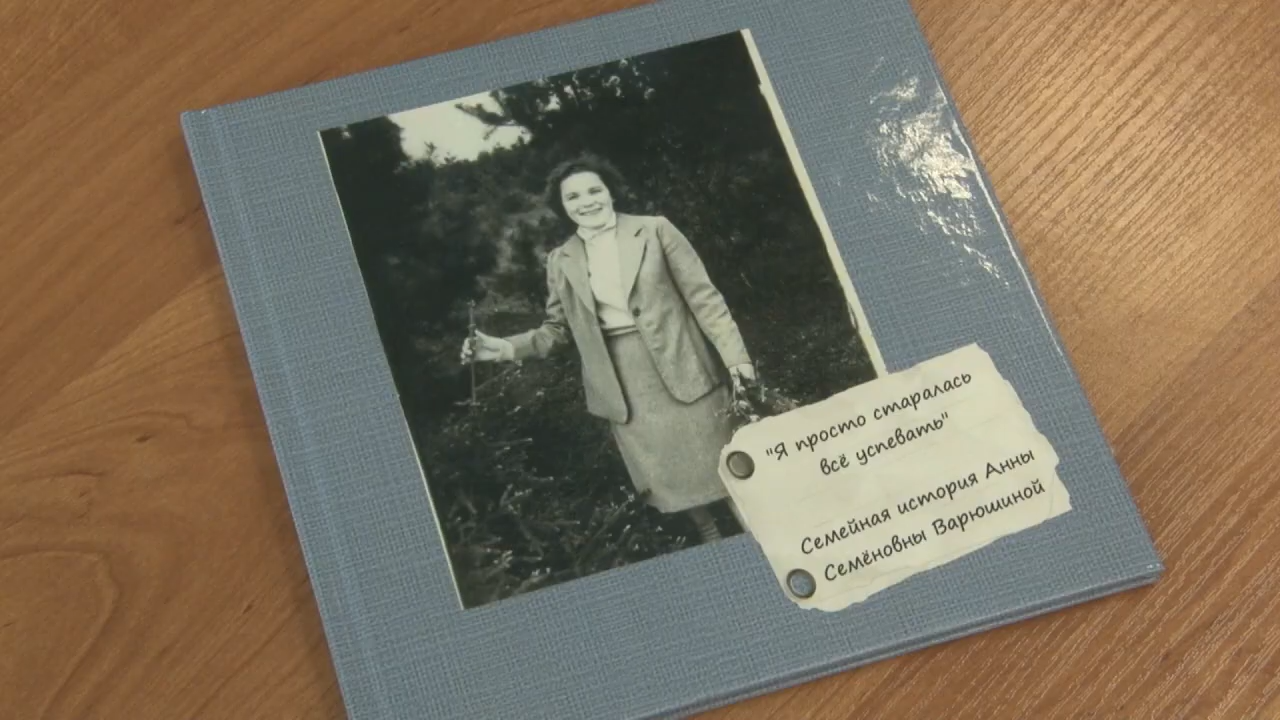 "Я просто старалась
всё успевать"
Семейная история Анны
Семёновны Варюшиной